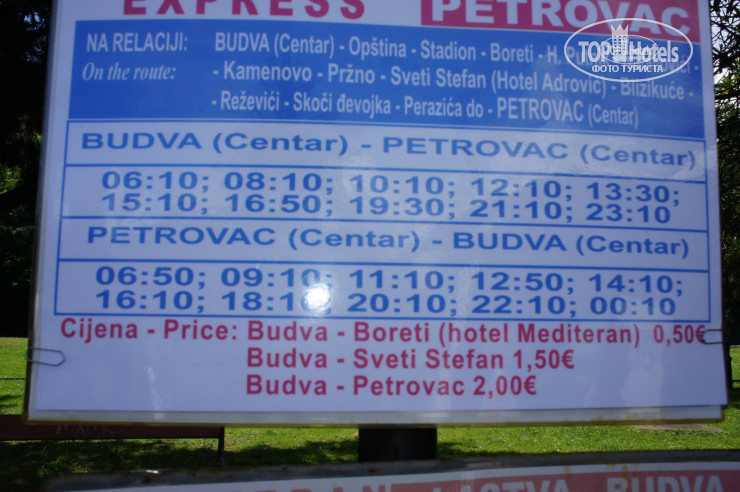 EXPRESS PETROVAC
NA RELACIJI: BUDVA (Centar) - Opština - Stadion - Boreti -
On the route: - Kamenovo - Pržno - Sveti Stefan (Hotel Adrović) - Blizikuće -
- Reževići - Skoči đevojka - Perazića do - PETROVAC (Centar)
BUDVA (Centar) - PETROVAC (Centar)
06:10; 08:10; 10:10; 12:10; 13:30;
15:10; 16:50; 19:30; 21:10; 23:10
PETROVAC (Centar) - BUDVA (Centar)
06:50; 09:10; 11:10; 12:50; 14:10;
16:10; 18:10; 20:10; 22:10; 00:10
Cijena - Price: Budva - Boreti (hotel Mediteran) 0,50€
Budva - Sveti Stefan 1,50€
Budva - Petrovac 2,00€
LASTVA BUDVA
TopHotels
ФОТО ТУРИСТА